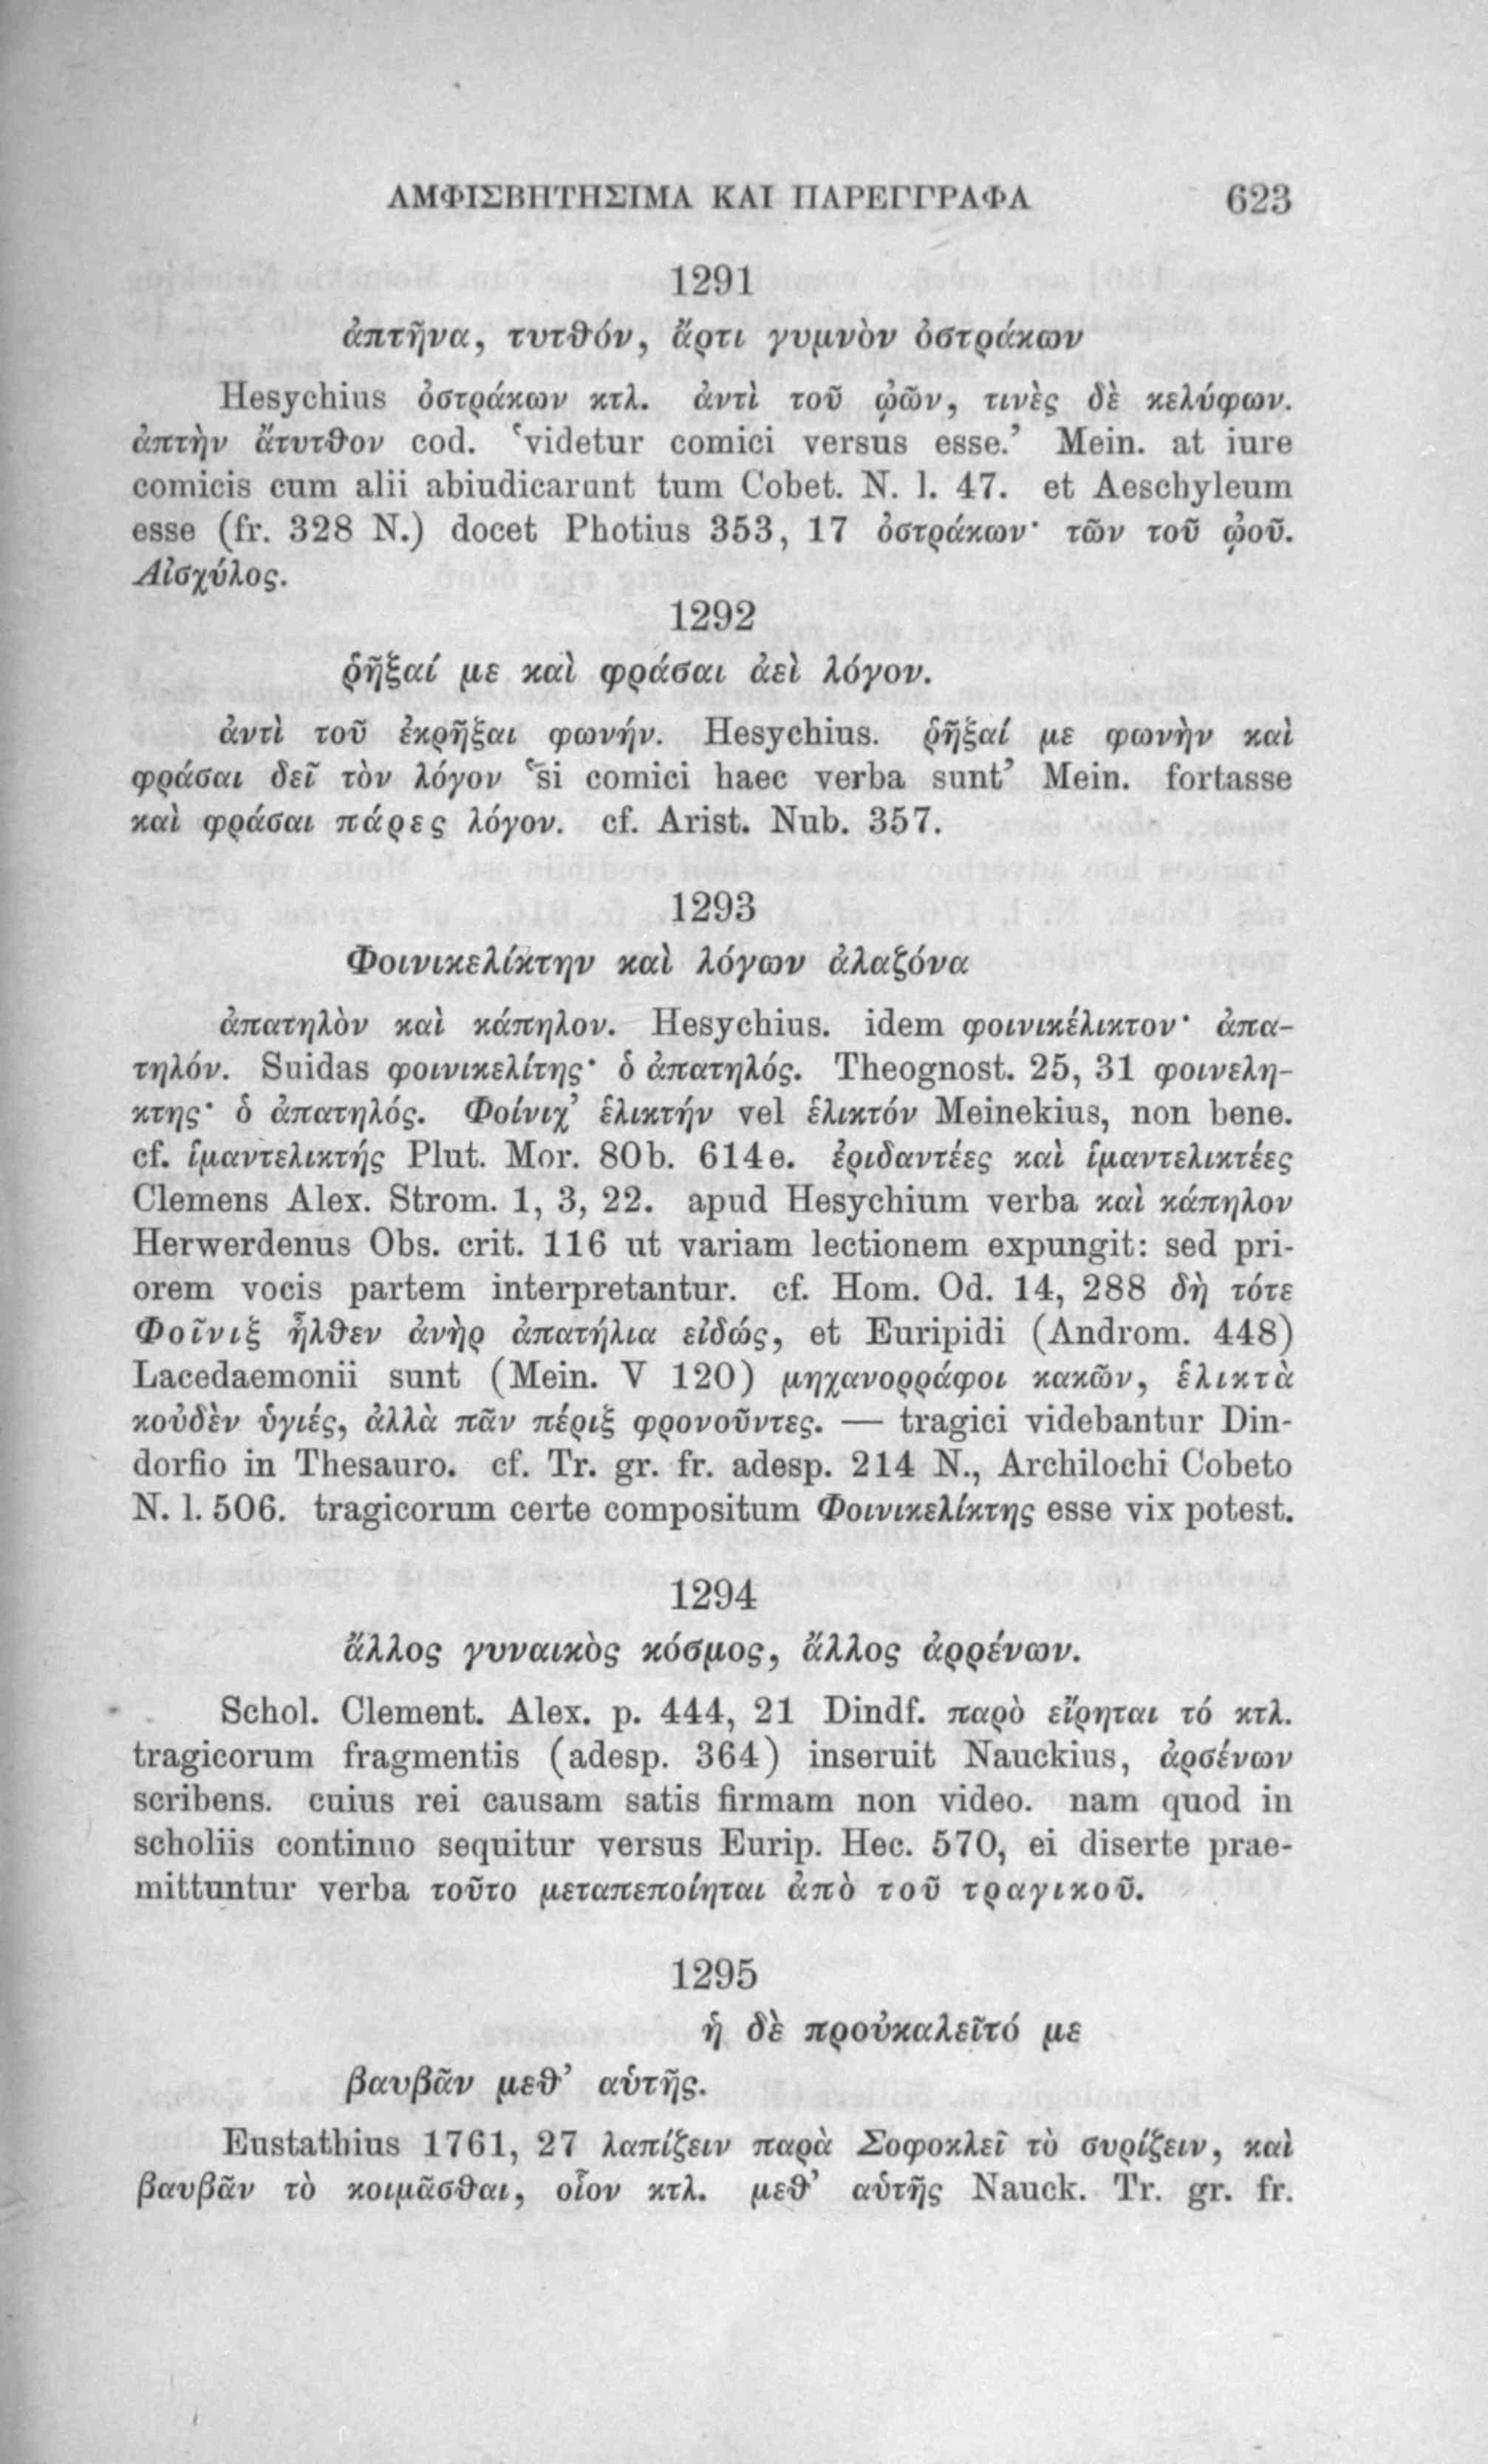 ΑΜΦΙΣΒΗΤΗΣΙΜΑ ΚΑΙ ΠΑΡΕΓΓΡΑΦΑ 623
1291
ἀπτῆνα, τυτθόν, ἄρτι γυμνὸν ὀστράκων
Hesychius ὀστράκων κτλ. ἀντὶ τοῦ ᾠῶν, τινὲς δὲ κελύφων.
ἀπτὴν ἄτυτθον cod. ‘videtur comici versus esse.’ Mein. at iure
comicis cum alii abiudicarunt tum Cobet. N. l. 47. et Aeschyleum
esse (fr. 328 N.) docet Photius 353, 17 ὀστράκων· τῶν τοῦ ᾠοῦ.
Αἰσχύλος.
1292
ῥῆξαί με καὶ φράσαι ἀεὶ λόγον.
ἀντὶ τοῦ ἐκρῆξαι φωνήν. Hesychius. ῥῆξαί με φωνὴν καὶ
φράσαι δεῖ τὸν λόγον ‘si comici haec verba sunt’ Mein. fortasse
καὶ φράσαι πάρες λόγον. cf. Arist. Nub. 357.
1293
Φοινικελίκτην καὶ λόγων ἀλαζόνα
ἀπατηλὸν καὶ κάπηλον. Hesychius. idem φοινικέλικτον· ἀπα-
τηλόν. Suidas φοινικελίτης· ὁ ἀπατηλός. Theognost. 25, 31 φοινελη-
κτης· ὁ ἀπατηλός. Φοίνιχ’ ἑλικτήν vel ἑλικτόν Meinekius, non bene.
cf. ἱμαντελικτής Plut. Mor. 80b. 614e. ἐριδαντέες καὶ ἱμαντελικτέες
Clemens Alex. Strom. 1, 3, 22. apud Hesychium verba καὶ κάπηλον
Herwerdenus Obs. crit. 116 ut variam lectionem expungit: sed pri-
orem vocis partem interpretantur. cf. Hom. Od. 14, 288 δὴ τότε
Φοῖνιξ ἦλθεν ἀνὴρ ἀπατήλια εἰδώς, et Euripidi (Androm. 448)
Lacedaemonii sunt (Mein. V 120) μηχανορράφοι κακῶν, ἑλικτὰ
κοὐδὲν ὑγιές, ἀλλὰ πᾶν πέριξ φρονοῦντες. — tragici videbantur Din-
dorfio in Thesauro. cf. Tr. gr. fr. adesp. 214 N., Archilochi Cobeto
N. l. 506. tragicorum certe compositum Φοινικελίκτης esse vix potest.
1294
ἄλλος γυναικὸς κόσμος, ἄλλος ἀρρένων.
Schol. Clement. Alex. p. 444, 21 Dindf. παρὸ εἴρηται τό κτλ.
tragicorum fragmentis (adesp. 364) inseruit Nauckius, ἀρσένων
scribens. cuius rei causam satis firmam non video. nam quod in
scholiis continuo sequitur versus Eurip. Hec. 570, ei diserte prae-
mittuntur verba τοῦτο μεταπεποίηται ἀπὸ τοῦ τραγικοῦ.
1295
ἡ δὲ προὐκαλεῖτό με
βαυβᾶν μεθ’ αὑτῆς.
Eustathius 1761, 27 λαπίζειν παρὰ Σοφοκλεῖ τὸ συρίζειν, καὶ
βαυβᾶν τὸ κοιμᾶσθαι, οἷον κτλ. μεθ’ αὑτῆς Nauck. Tr. gr. fr.